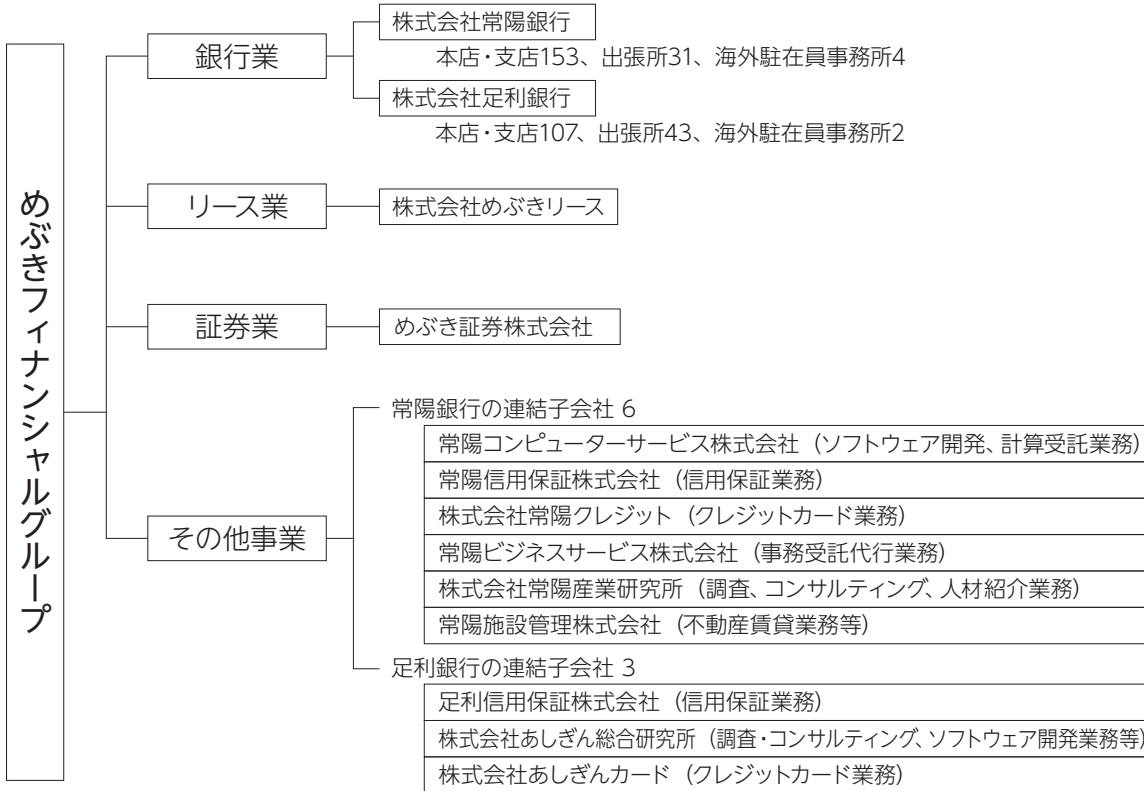 めぶきフィナンシャルグループ
銀行業
株式会社常陽銀行
本店・支店153、出張所31、海外駐在員事務所4
株式会社足利銀行
本店・支店107、出張所43、海外駐在員事務所2
リース業
株式会社めぶきリース
証券業
めぶき証券株式会社
その他事業
常陽銀行の連結子会社 6
常陽コンピューターサービス株式会社（ソフトウェア開発、計算受託業務）
常陽信用保証株式会社（信用保証業務）
株式会社常陽クレジット（クレジットカード業務）
常陽ビジネスサービス株式会社（事務受託代行業務）
株式会社常陽産業研究所（調査、コンサルティング、人材紹介業務）
常陽施設管理株式会社（不動産賃貸業務等）
足利銀行の連結子会社 3
足利信用保証株式会社（信用保証業務）
株式会社あしぎん総合研究所（調査・コンサルティング、ソフトウェア開発業務等）
株式会社あしぎんカード（クレジットカード業務）